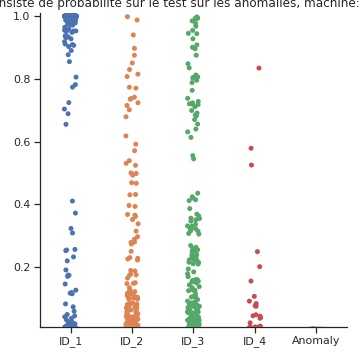 nsiste de probabilité sur le test sur les anomalies, machine:
1.0
0.8
0.6
0.4
0.2
ID_1 ID_2 ID_3 ID_4 Anomaly